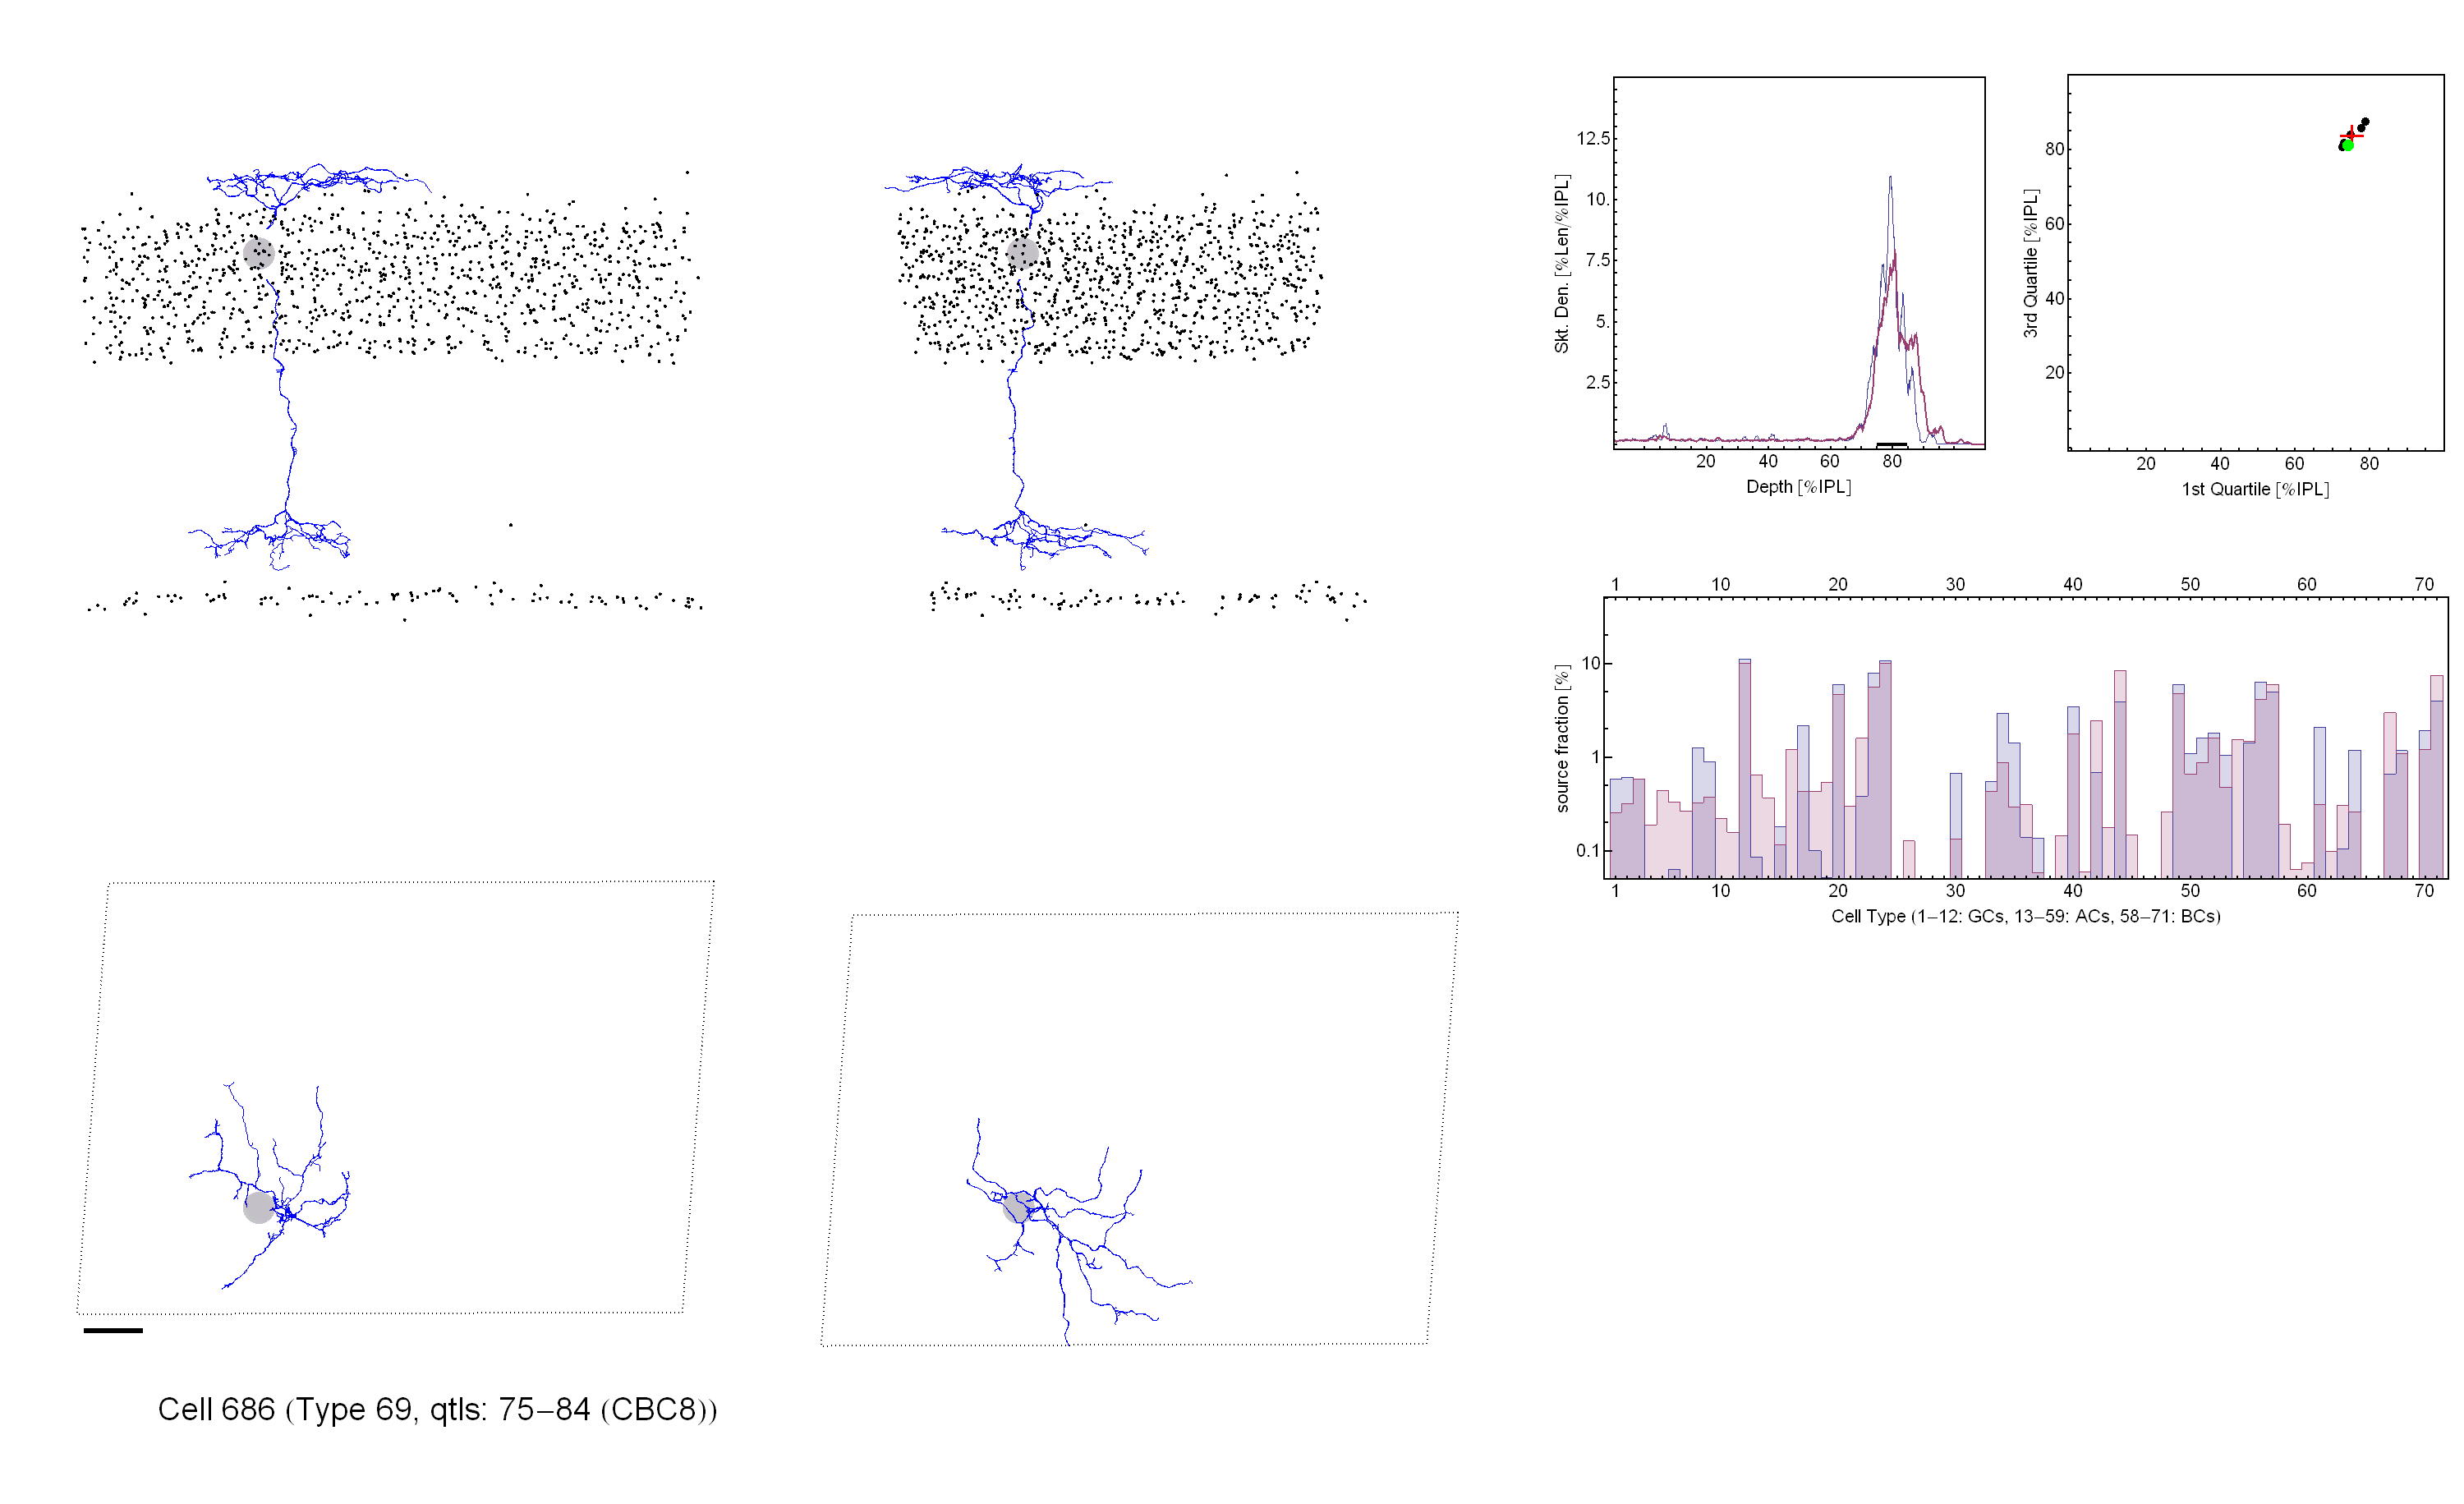 12.5
10.
7.5
5.
2.5
Skt. Den. [%Len/%IPL]
20 40 60 80
Depth [%IPL]
80
60
40
20
3rd Quartile [%IPL]
20 40 60 80
1st Quartile [%IPL]
1 10 20 30 40 50 60 70
10
1
0.1
source fraction [%]
1 10 20 30 40 50 60 70
Cell Type (1–12: GCs, 13–59: ACs, 58–71: BCs)
Cell 686 (Type 69, qtls: 75–84 (CBC8))